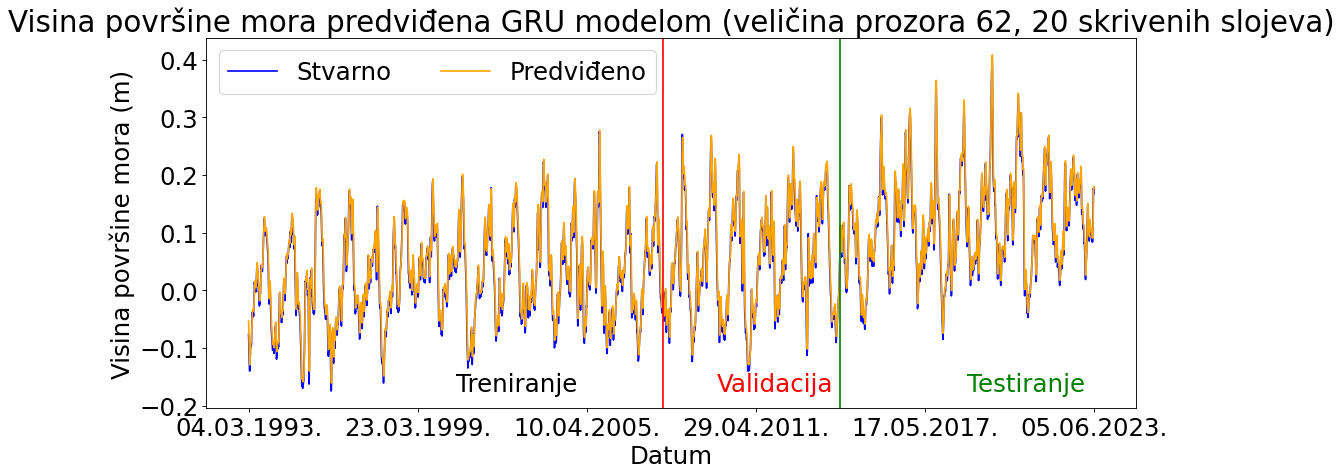 Visina površine mora predviđena GRU modelom (veličina prozora 62, 20 skrivenih slojeva)
Stvarno Predviđeno
Visina površine mora (m)
0.4
0.3
0.2
0.1
0.0
−0.1
−0.2
Treniranje Validacija Testiranje
04.03.1993. 23.03.1999. 10.04.2005. 29.04.2011. 17.05.2017. 05.06.2023.
Datum